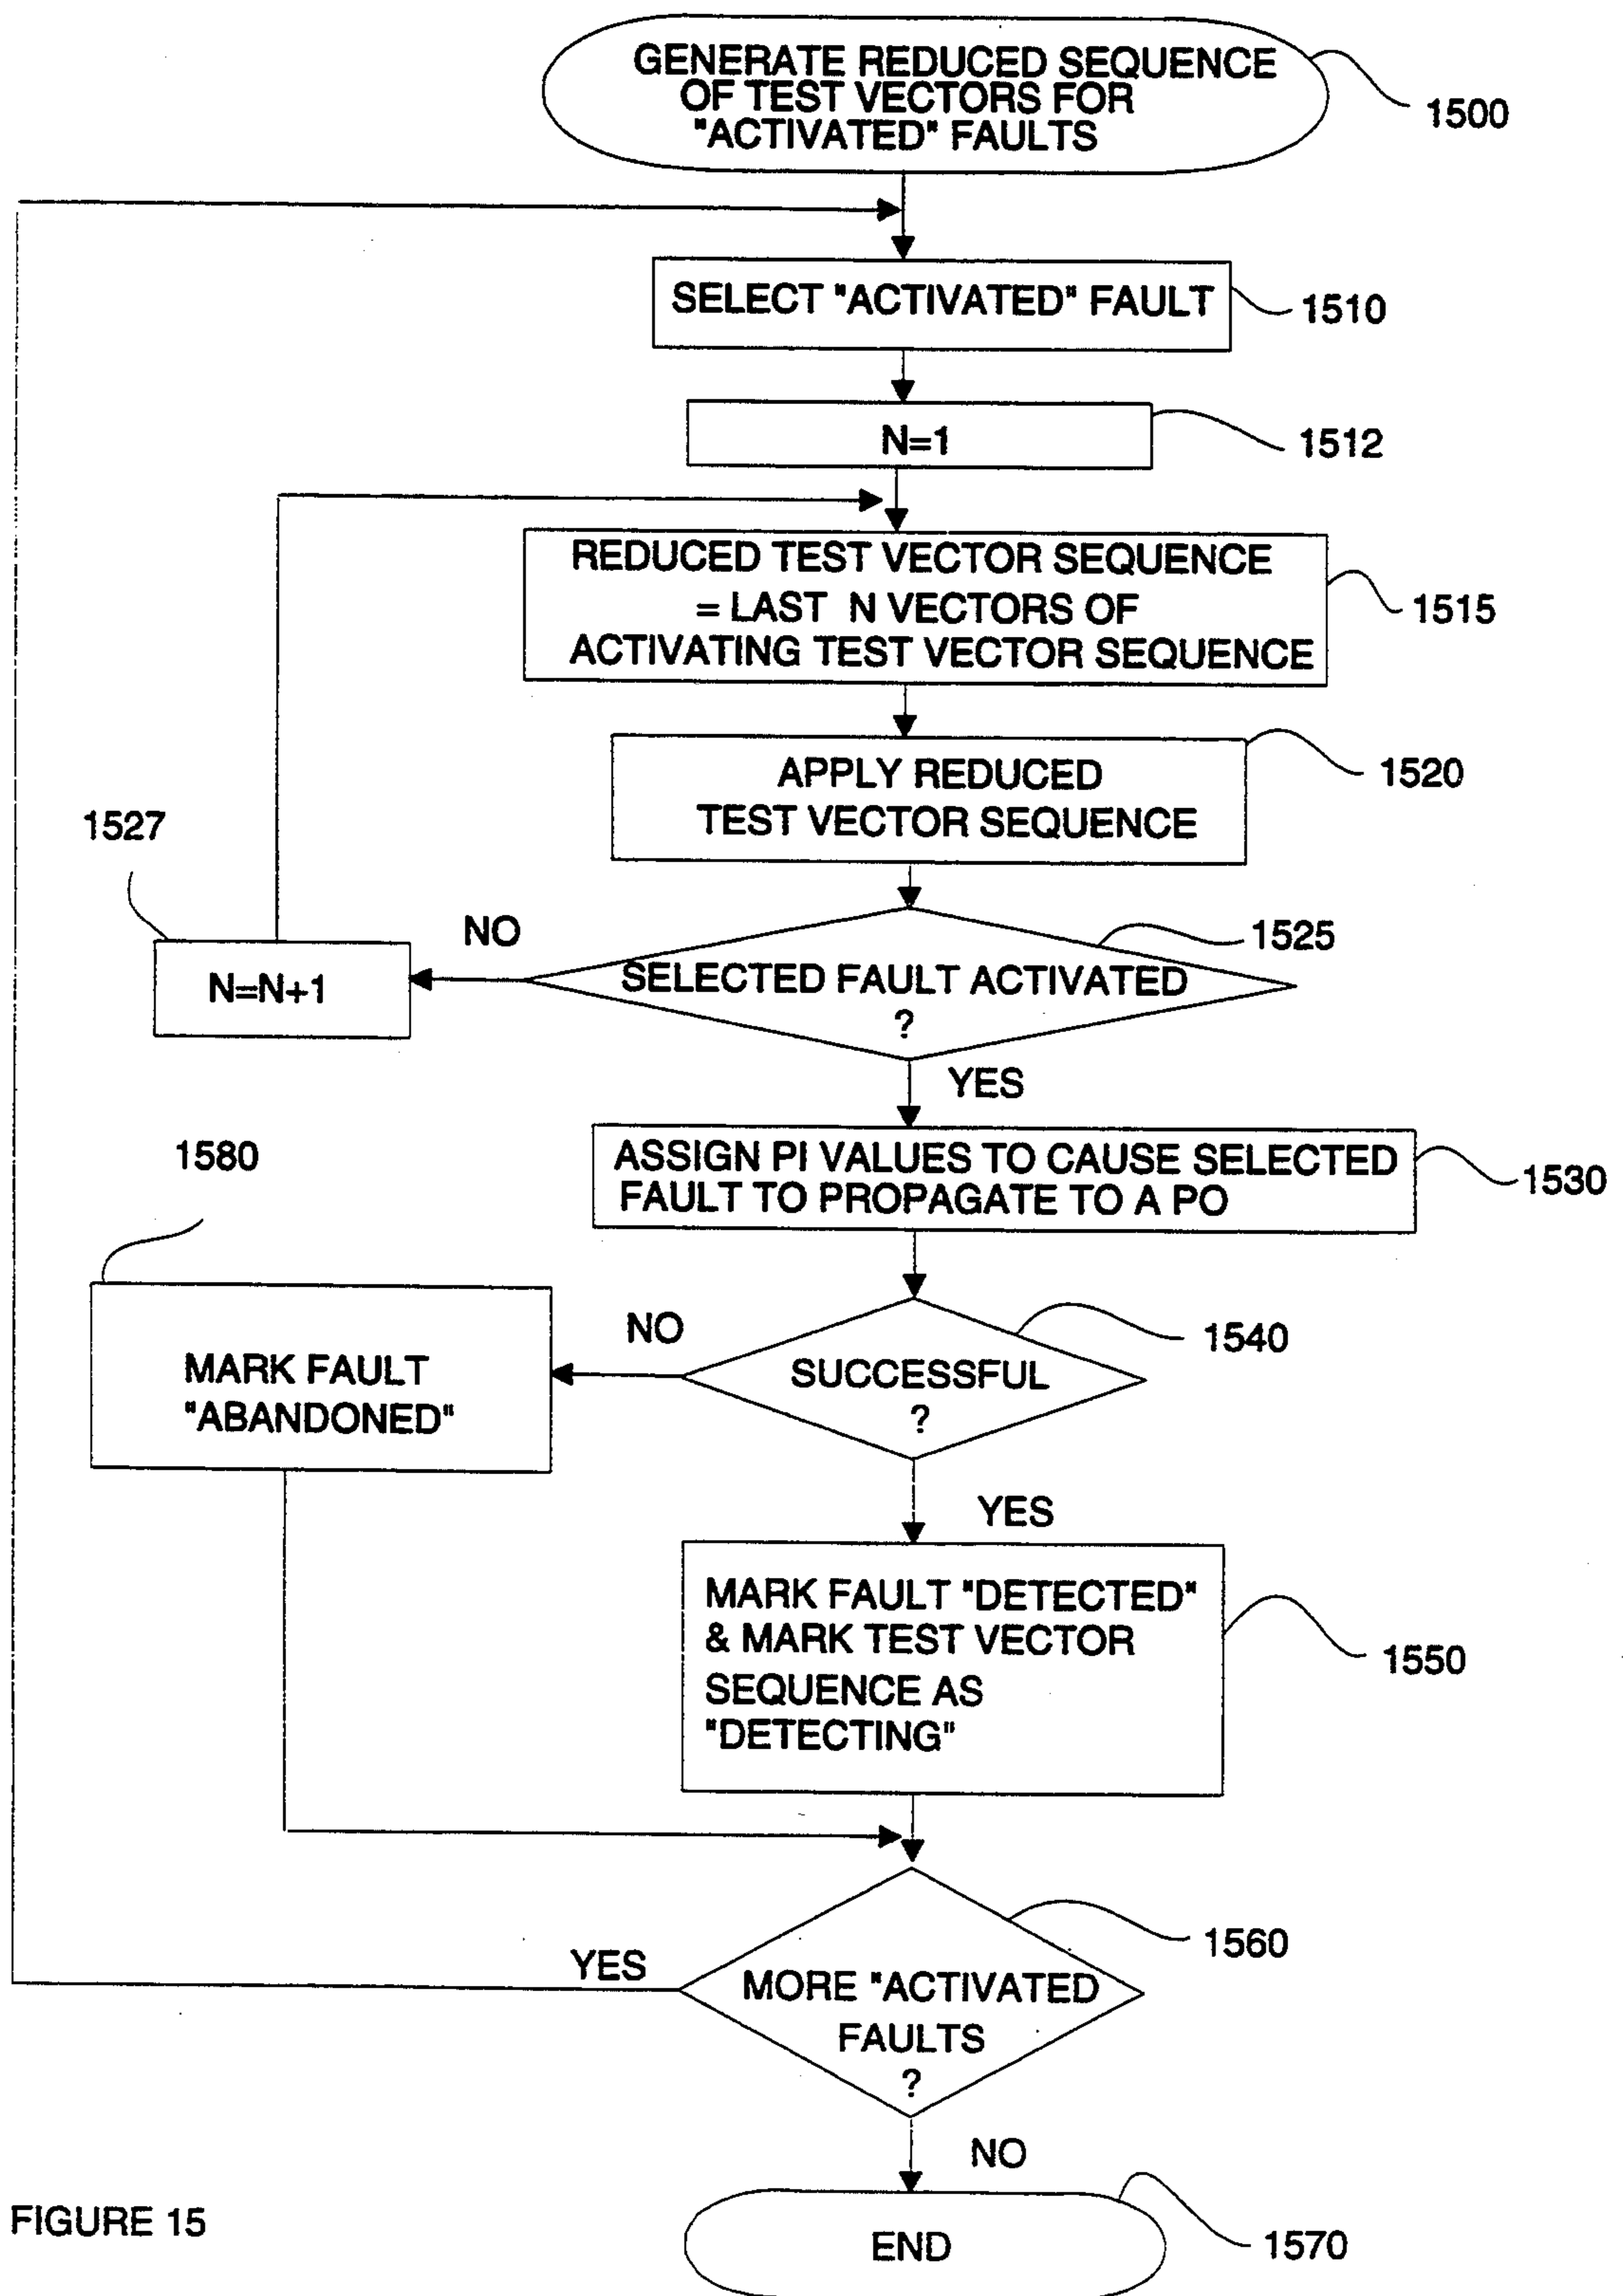 GENERATE REDUCED SEQUENCE
OF TEST VECTORS FOR
"ACTIVATED" FAULTS
1500
SELECT "ACTIVATED" FAULT
1510
N=1
1512
REDUCED TEST VECTOR SEQUENCE
= LAST N VECTORS OF
ACTIVATING TEST VECTOR SEQUENCE
1515
APPLY REDUCED
TEST VECTOR SEQUENCE
1520
1527
NO
N=N+1
SELECTED FAULT ACTIVATED
?
1525
YES
ASSIGN PI VALUES TO CAUSE SELECTED
FAULT TO PROPAGATE TO A PO
1530
1580
NO
MARK FAULT
"ABANDONED"
SUCCESSFUL
?
1540
YES
MARK FAULT "DETECTED"
& MARK TEST VECTOR
SEQUENCE AS
"DETECTING"
1550
YES
MORE "ACTIVATED
FAULTS
?
1560
NO
END
1570
FIGURE 15